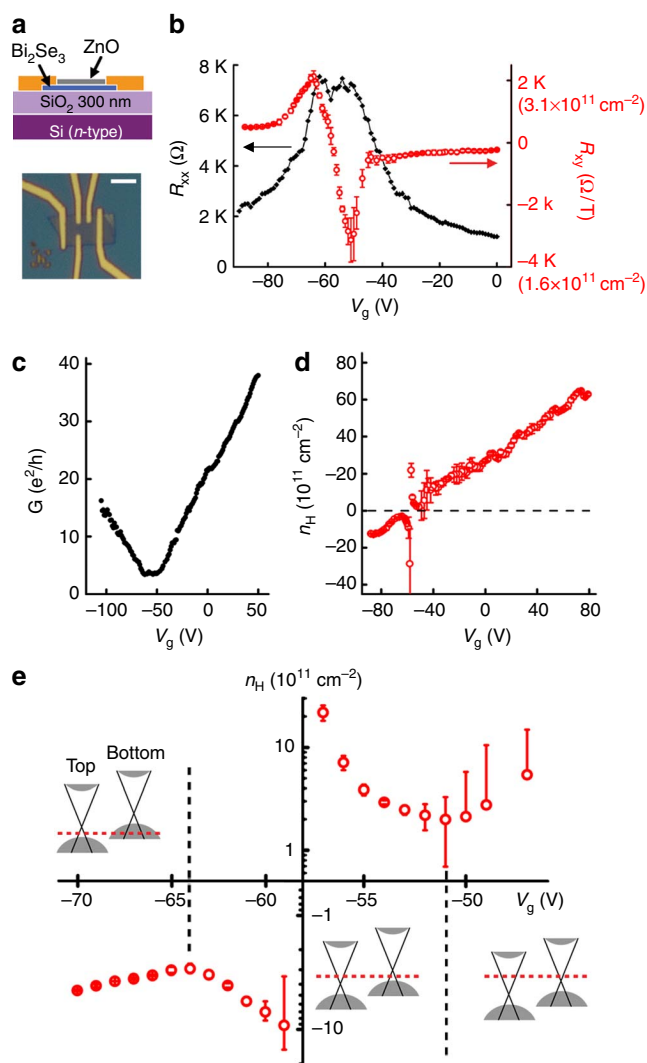 a
Bi2Se3
ZnO
SiO2 300 nm
Si (n-type)
b
8 K
6 K
4 K
2 K
0
Rxx (Ω)
−80
−60
−40
−20
0
Vg (V)
2 K
(3.1×10^11 cm−2)
0
−2 K
−4 K
(1.6×10^11 cm−2)
Rxy (Ω/T)
c
40
30
20
10
0
G (e2/h)
−100
−50
0
50
Vg (V)
d
80
60
40
−20
0
−20
−40
nH (10^11 cm−2)
−80
−40
0
40
80
Vg (V)
e
nH (10^11 cm−2)
10
1
Top
Bottom
−70
−65
−60
−55
−50
Vg (V)
−1
−10